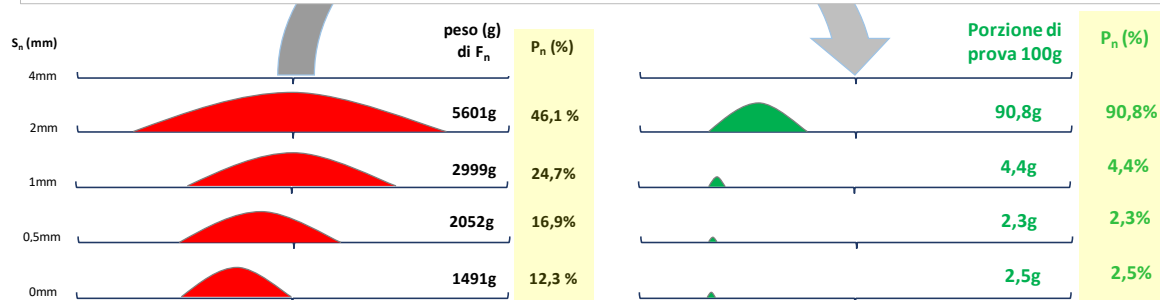 Sn (mm)
peso (g)
di Fn
Pn (%)
Porzione di
prova 100g
Pn (%)
4mm
5601g
46,1 %
90,8g
90,8%
2mm
2999g
24,7%
4,4g
4,4%
1mm
2052g
16,9%
2,3g
2,3%
0,5mm
1491g
12,3 %
2,5g
2,5%
0mm